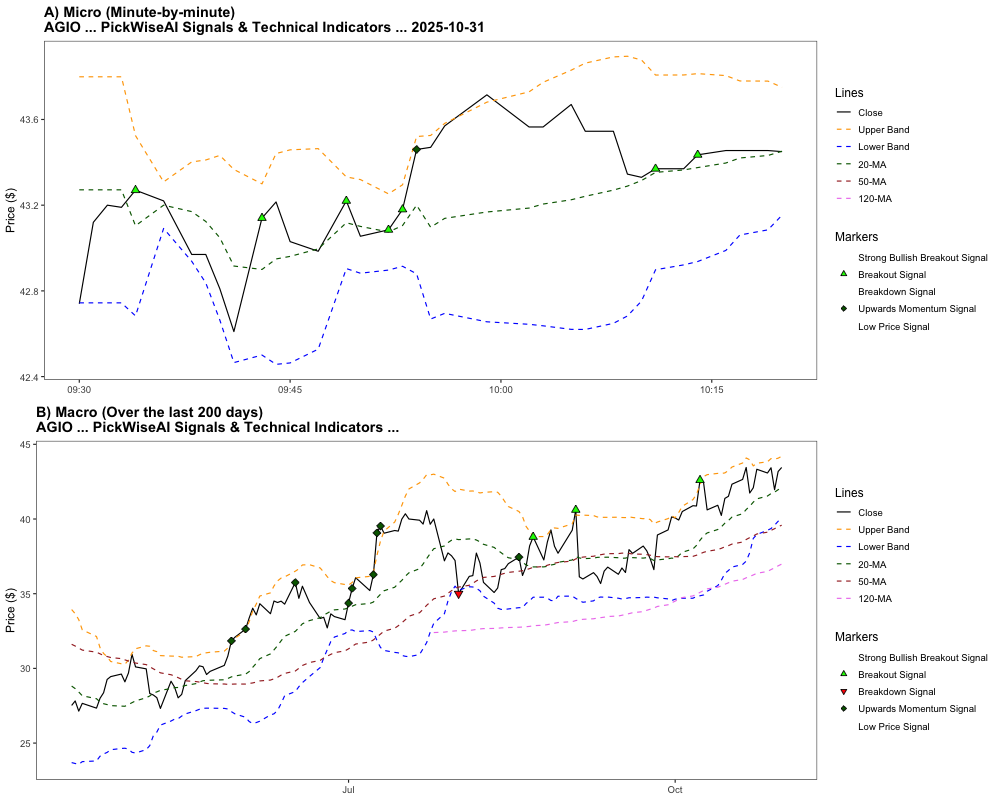 A) Micro (Minute-by-minute)
AGIO ... PickWiseAI Signals & Technical Indicators ... 2025-10-31
Price ($)
43.6
43.2
42.8
42.4
09:30
09:45
10:00
10:15
Lines
Close
Upper Band
Lower Band
20-MA
50-MA
120-MA
Markers
Strong Bullish Breakout Signal
Breakout Signal
Breakdown Signal
Upwards Momentum Signal
Low Price Signal
B) Macro (Over the last 200 days)
AGIO ... PickWiseAI Signals & Technical Indicators ...
Price ($)
45
40
35
30
25
Jul
Oct
Lines
Close
Upper Band
Lower Band
20-MA
50-MA
120-MA
Markers
Strong Bullish Breakout Signal
Breakout Signal
Breakdown Signal
Upwards Momentum Signal
Low Price Signal